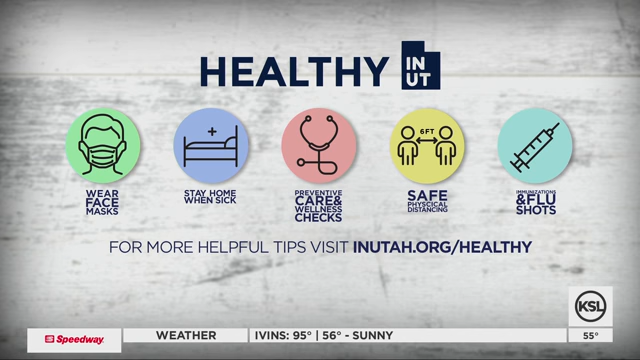 HEALTHY IN UT
WEAR
FACE
MASKS
STAY HOME
WHEN SICK
PREVENTIVE
CARE&
WELLNESS
CHECKS
6FT
SAFE
PHYSCICAL
DISTANCING
IMMUNIZATIONS
&FLU
SHOTS
FOR MORE HELPFUL TIPS VISIT INUTAH.ORG/HEALTHY
KSL
Speedway WEATHER IVINS: 95° | 56° - SUNNY 55°